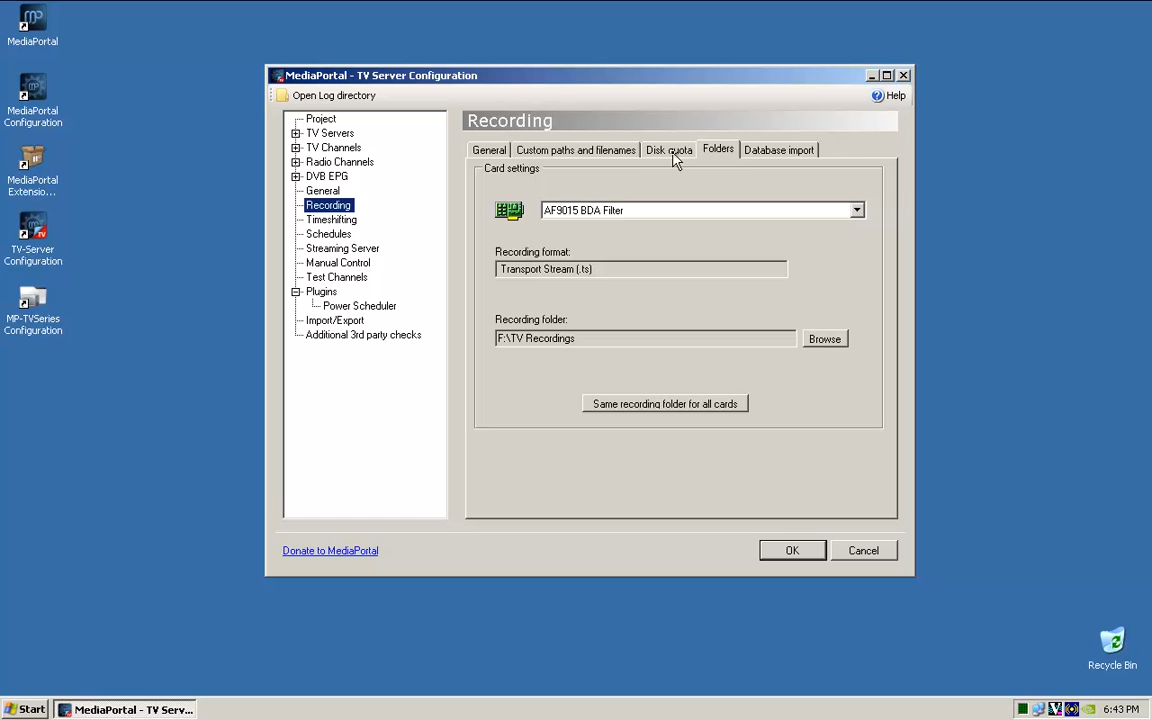 MediaPortal
MediaPortal
Configuration
MediaPortal
Extensio...
TV-Server
Configuration
MP-TVSeries
Configuration
MediaPortal - TV Server Configuration
Open Log directory
Help
Project
TV Servers
TV Channels
Radio Channels
DVB EPG
General
Recording
Timeshifting
Schedules
Streaming Server
Manual Control
Test Channels
Plugins
Power Scheduler
Import/Export
Additional 3rd party checks
Recording
General Custom paths and filenames Disk quota Folders Database import
Card settings
AF9015 BDA Filter
Recording format:
Transport Stream (.ts)
Recording folder:
F:\TV Recordings
Browse
Same recording folder for all cards
Donate to MediaPortal
OK Cancel
Recycle Bin
Start MediaPortal - TV Serv... 6:43 PM